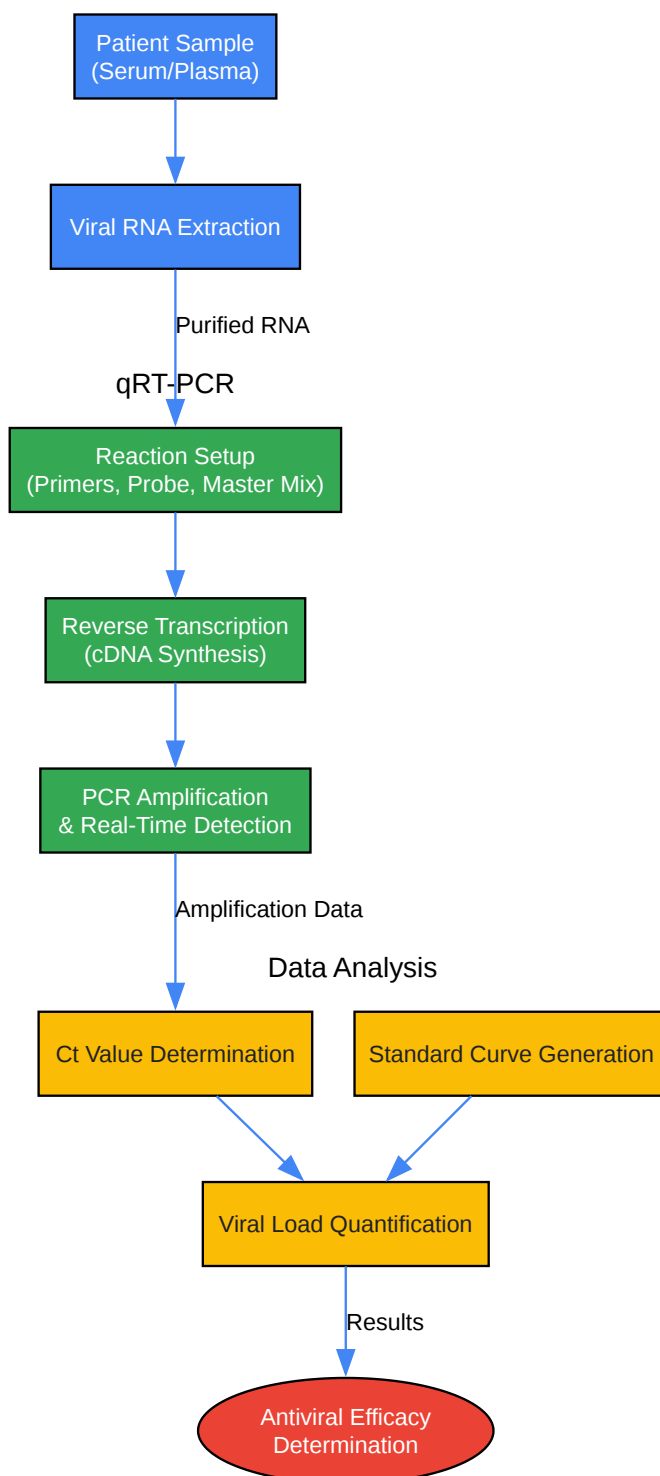 Patient Sample
(Serum/Plasma)
Viral RNA Extraction
Purified RNA
qRT-PCR
Reaction Setup
(Primers, Probe, Master Mix)
Reverse Transcription
(cDNA Synthesis)
PCR Amplification
& Real-Time Detection
Amplification Data
Data Analysis
Ct Value Determination
Standard Curve Generation
Viral Load Quantification
Results
Antiviral Efficacy
Determination